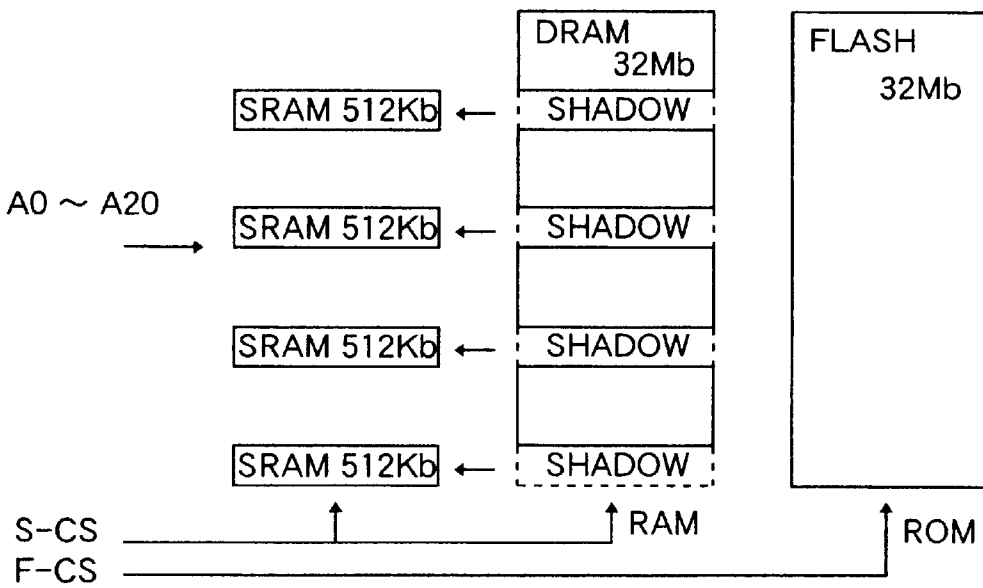 DRAM
32Mb
FLASH
32Mb
SRAM 512Kb
SHADOW
A0 ~ A20
SRAM 512Kb
SHADOW
SRAM 512Kb
SHADOW
SRAM 512Kb
SHADOW
S-CS
RAM
ROM
F-CS